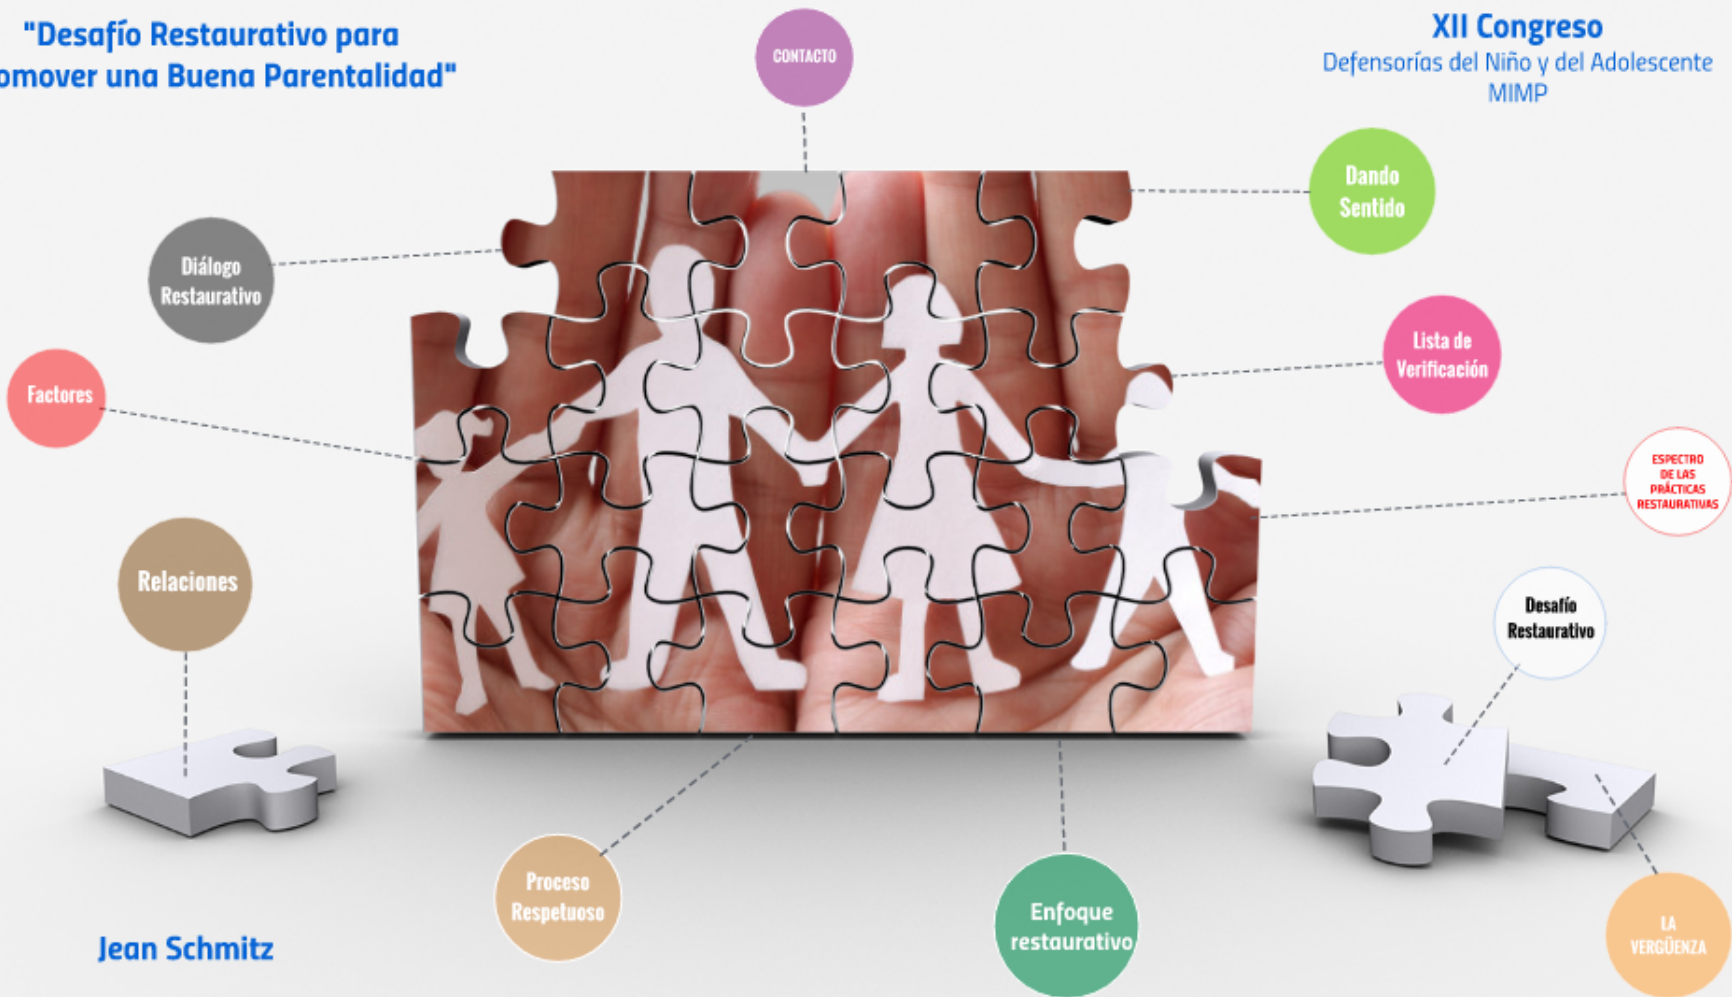 "Desafío Restaurativo para
omover una Buena Parentalidad"
XII Congreso
Defensorías del Niño y del Adolescente
MIMP
CONTACTO
Dando
Sentido
Diálogo
Restaurativo
Lista de
Verificación
Factores
ESPECTRO
DE LAS
PRÁCTICAS
RESTAURATIVAS
Relaciones
Desafío
Restaurativo
Proceso
Respetuoso
Enfoque
restaurativo
LA
VERGÜENZA
Jean Schmitz